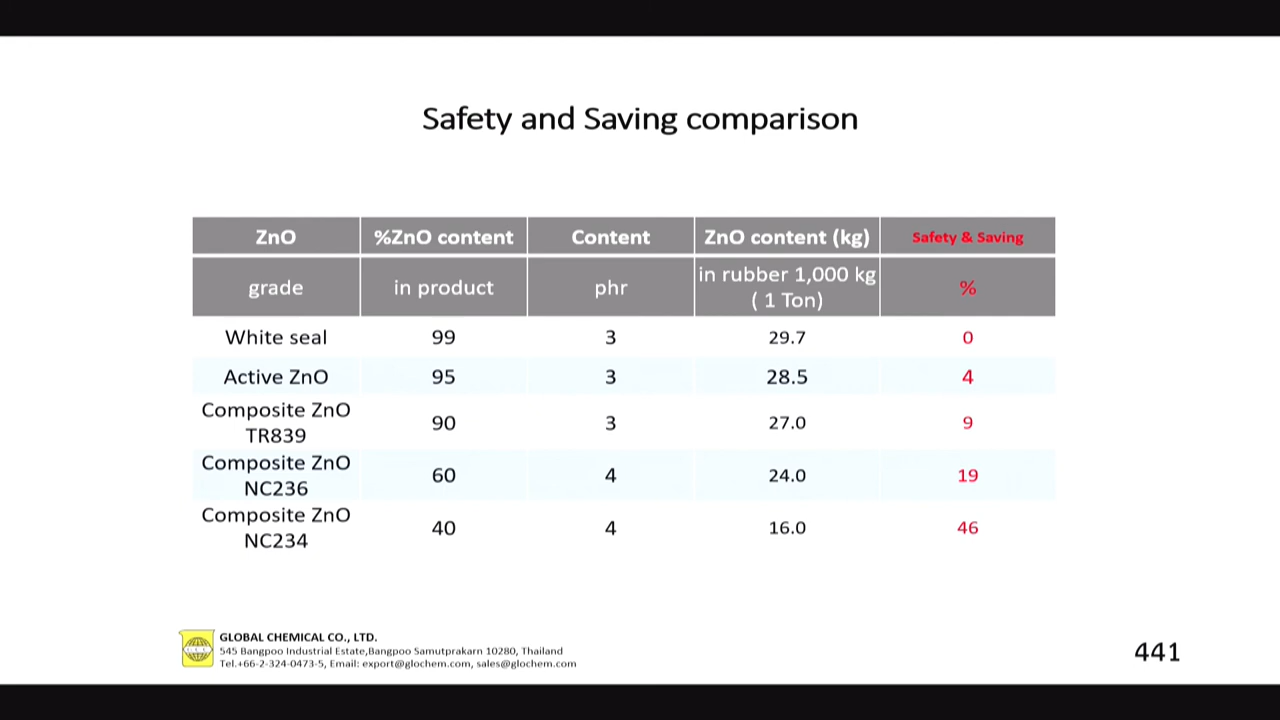 Safety and Saving comparison
ZnO %ZnO content Content ZnO content (kg) Safety & Saving
grade in product phr in rubber 1,000 kg ( 1 Ton) %
White seal 99 3 29.7 0
Active ZnO 95 3 28.5 4
Composite ZnO TR839 90 3 27.0 9
Composite ZnO NC236 60 4 24.0 19
Composite ZnO NC234 40 4 16.0 46
GLOBAL CHEMICAL CO., LTD.
545 Bangpoo Industrial Estate,Bangpoo Samutprakarn 10280, Thailand
Tel.+66-2-324-0473-5, Email: export@glochem.com, sales@glochem.com
441